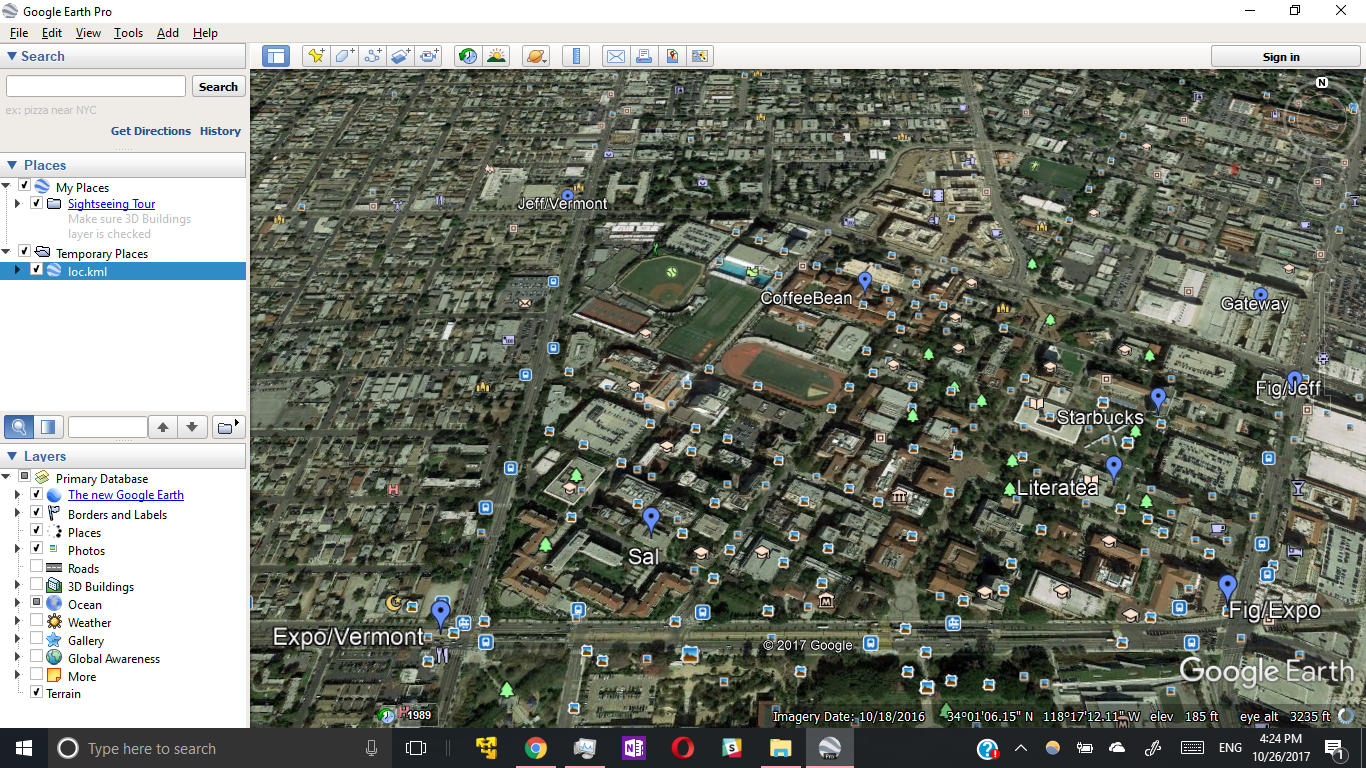 Google Earth Pro
File Edit View Tools Add Help
Search
Sign in
Search
ex: pizza near NYC
Get Directions History
N
Places
My Places
Sightseeing Tour
Make sure 3D Buildings
layer is checked
Temporary Places
loc.kml
Jeff/Vermont
CoffeeBean
Gateway
Fig/Jeff
Starbucks
Literatea
Sal
Expo/Vermont
Fig/Expo
Layers
Primary Database
The new Google Earth
Borders and Labels
Places
Photos
Roads
3D Buildings
Ocean
Weather
Gallery
Global Awareness
More
Terrain
© 2017 Google
Google Earth
1989
Imagery Date: 10/18/2016 34°01'06.15" N 118°17'12.11" W elev 185 ft eye alt 3235 ft
Type here to search
ENG
4:24 PM
10/26/2017
1